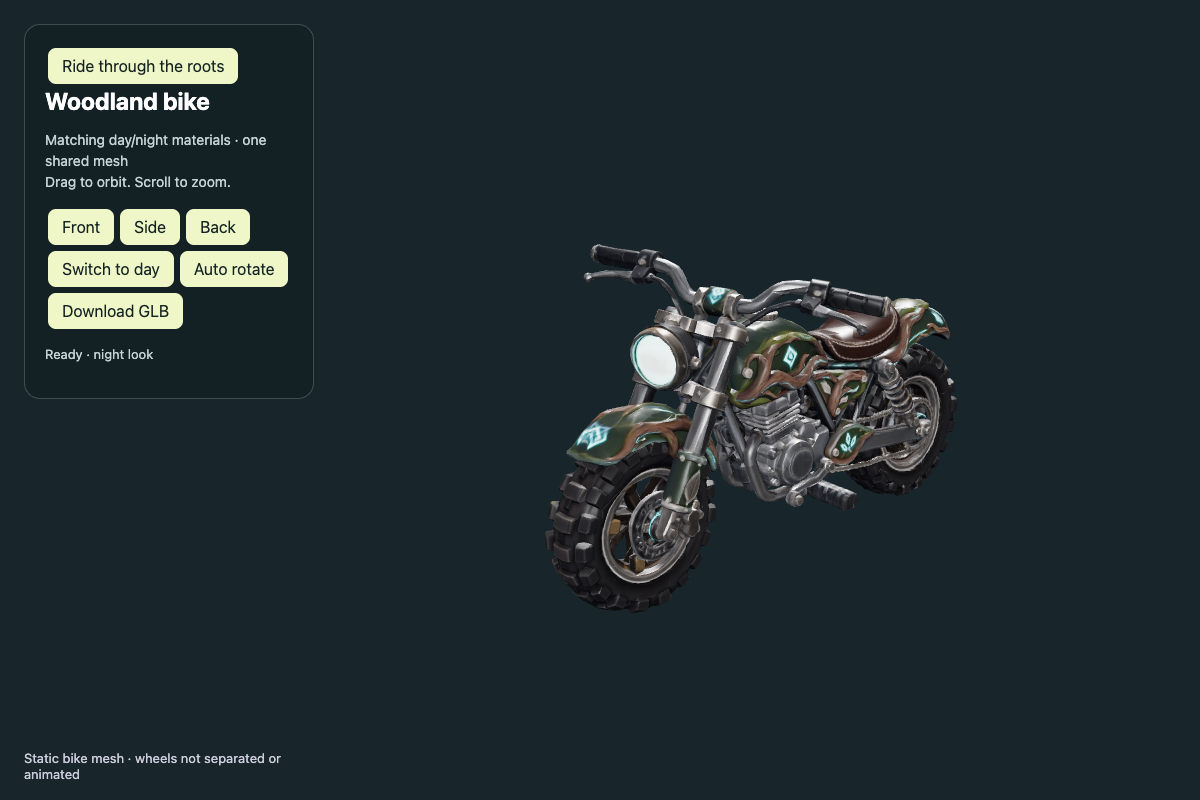 Ride through the roots
Woodland bike
Matching day/night materials · one
shared mesh
Drag to orbit. Scroll to zoom.
Front
Side
Back
Switch to day
Auto rotate
Download GLB
Ready · night look
Static bike mesh · wheels not separated or
animated